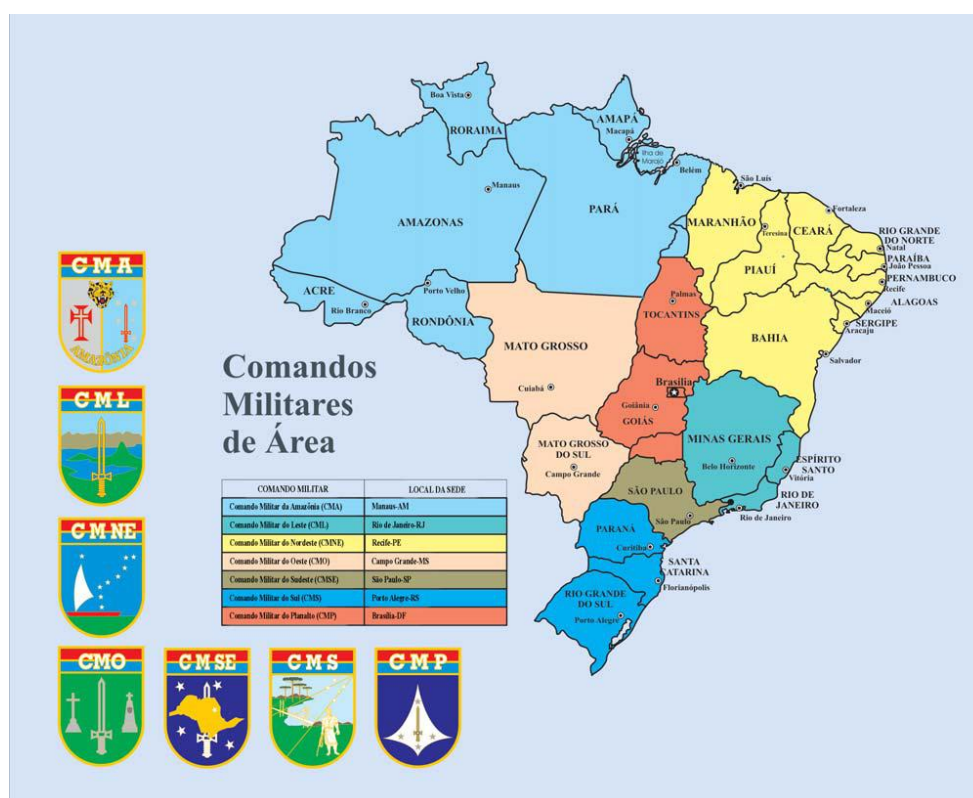 Boa Vista
RORAIMA
AMAPÁ
Macapá
Ilha de
Marajó
Belém
Manaus
AMAZONAS
PARÁ
São Luís
MARANHÃO
Teresina
Fortaleza
CEARÁ
RIO GRANDE
DO NORTE
Natal
PARAÍBA
João Pessoa
PERNAMBUCO
Recife
PIAUÍ
ALAGOAS
Maceió
SERGIPE
Aracaju
BAHIA
Salvador
ACRE
Rio Branco
Porto Velho
RONDÔNIA
Palmas
TOCANTINS
MATO GROSSO
Cuiabá
Brasília
Goiânia
GOIÁS
MATO GROSSO
DO SUL
Campo Grande
MINAS GERAIS
Belo Horizonte
ESPÍRITO
SANTO
Vitória
RIO DE
JANEIRO
Rio de Janeiro
SÃO PAULO
São Paulo
PARANÁ
Curitiba
SANTA
CATARINA
Florianópolis
RIO GRANDE
DO SUL
Porto Alegre
Comandos
Militares
de Área
COMANDO MILITAR LOCAL DA SEDE
Comando Militar da Amazônia (CMA) Manaus-AM
Comando Militar do Leste (CML) Rio de Janeiro-RJ
Comando Militar do Nordeste (CMNE) Recife-PE
Comando Militar do Oeste (CMO) Campo Grande-MS
Comando Militar do Sudeste (CMSE) São Paulo-SP
Comando Militar do Sul (CMS) Porto Alegre-RS
Comando Militar do Planalto (CMP) Brasília-DF
CMA
AMAZÔNIA
CML
CMNE
CMO
CMSE
CMS
CMP